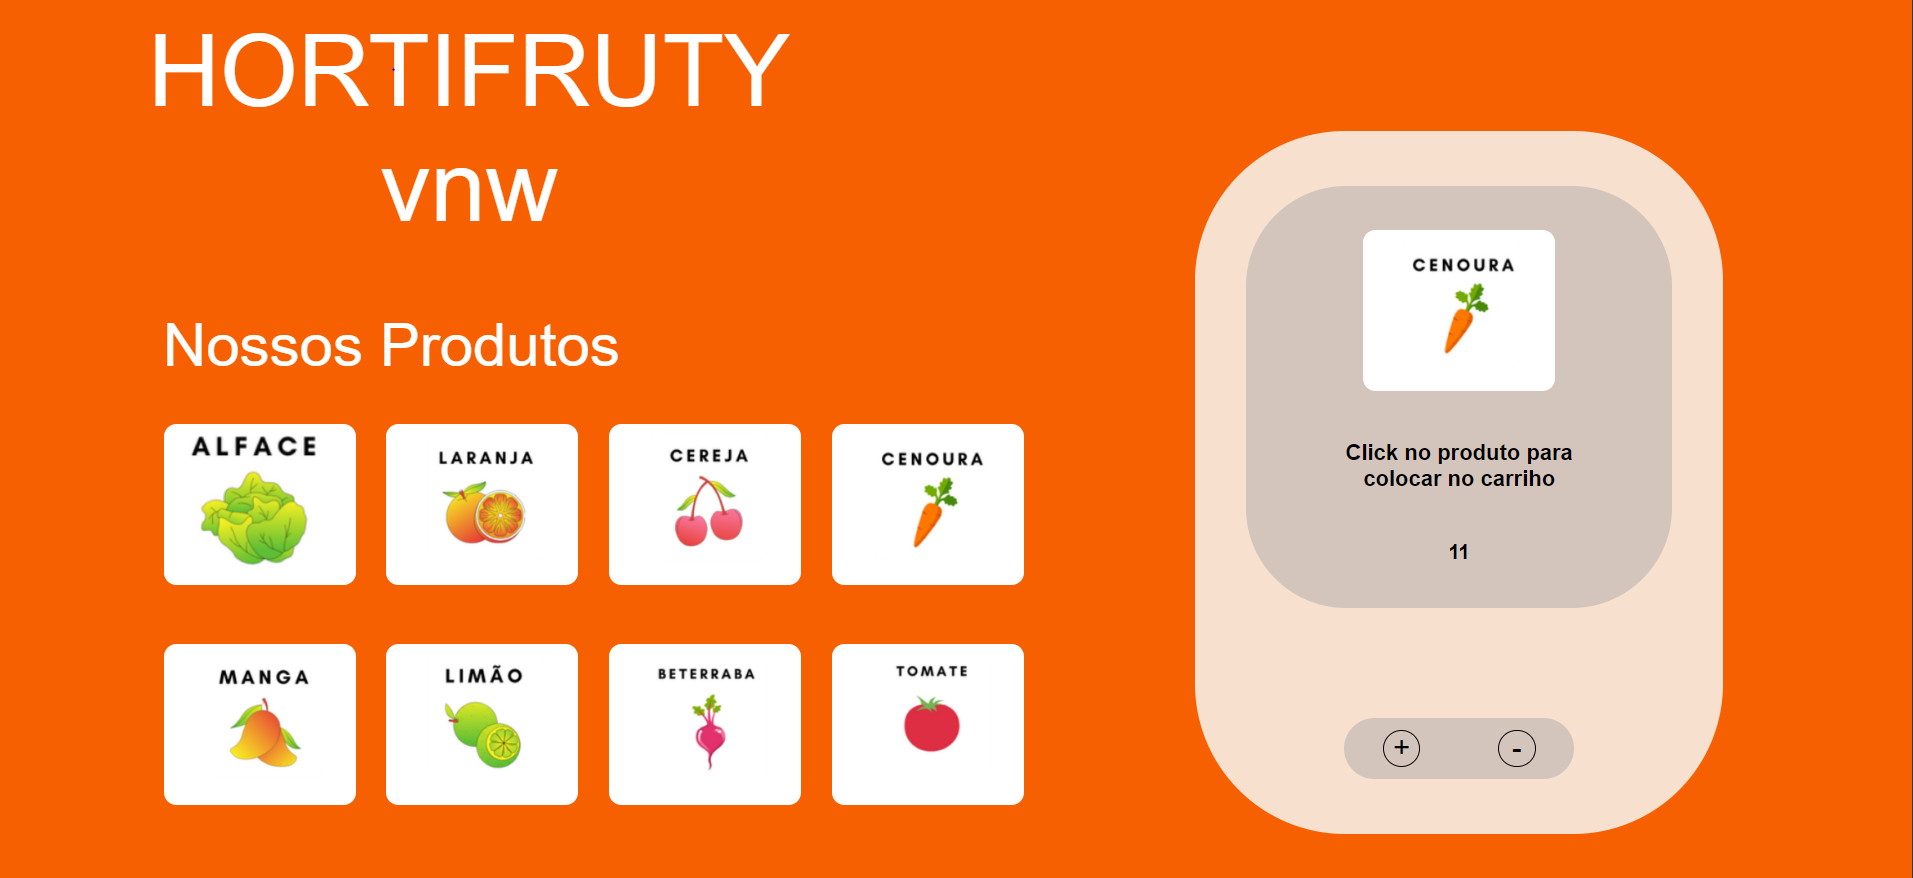 HORTIFRUTY
vnw
Nossos Produtos
ALFACE
LARANJA
CEREJA
CENOURA
MANGA
LIMÃO
BETERRABA
TOMATE
CENOURA
Click no produto para
colocar no carriho
11
+ -